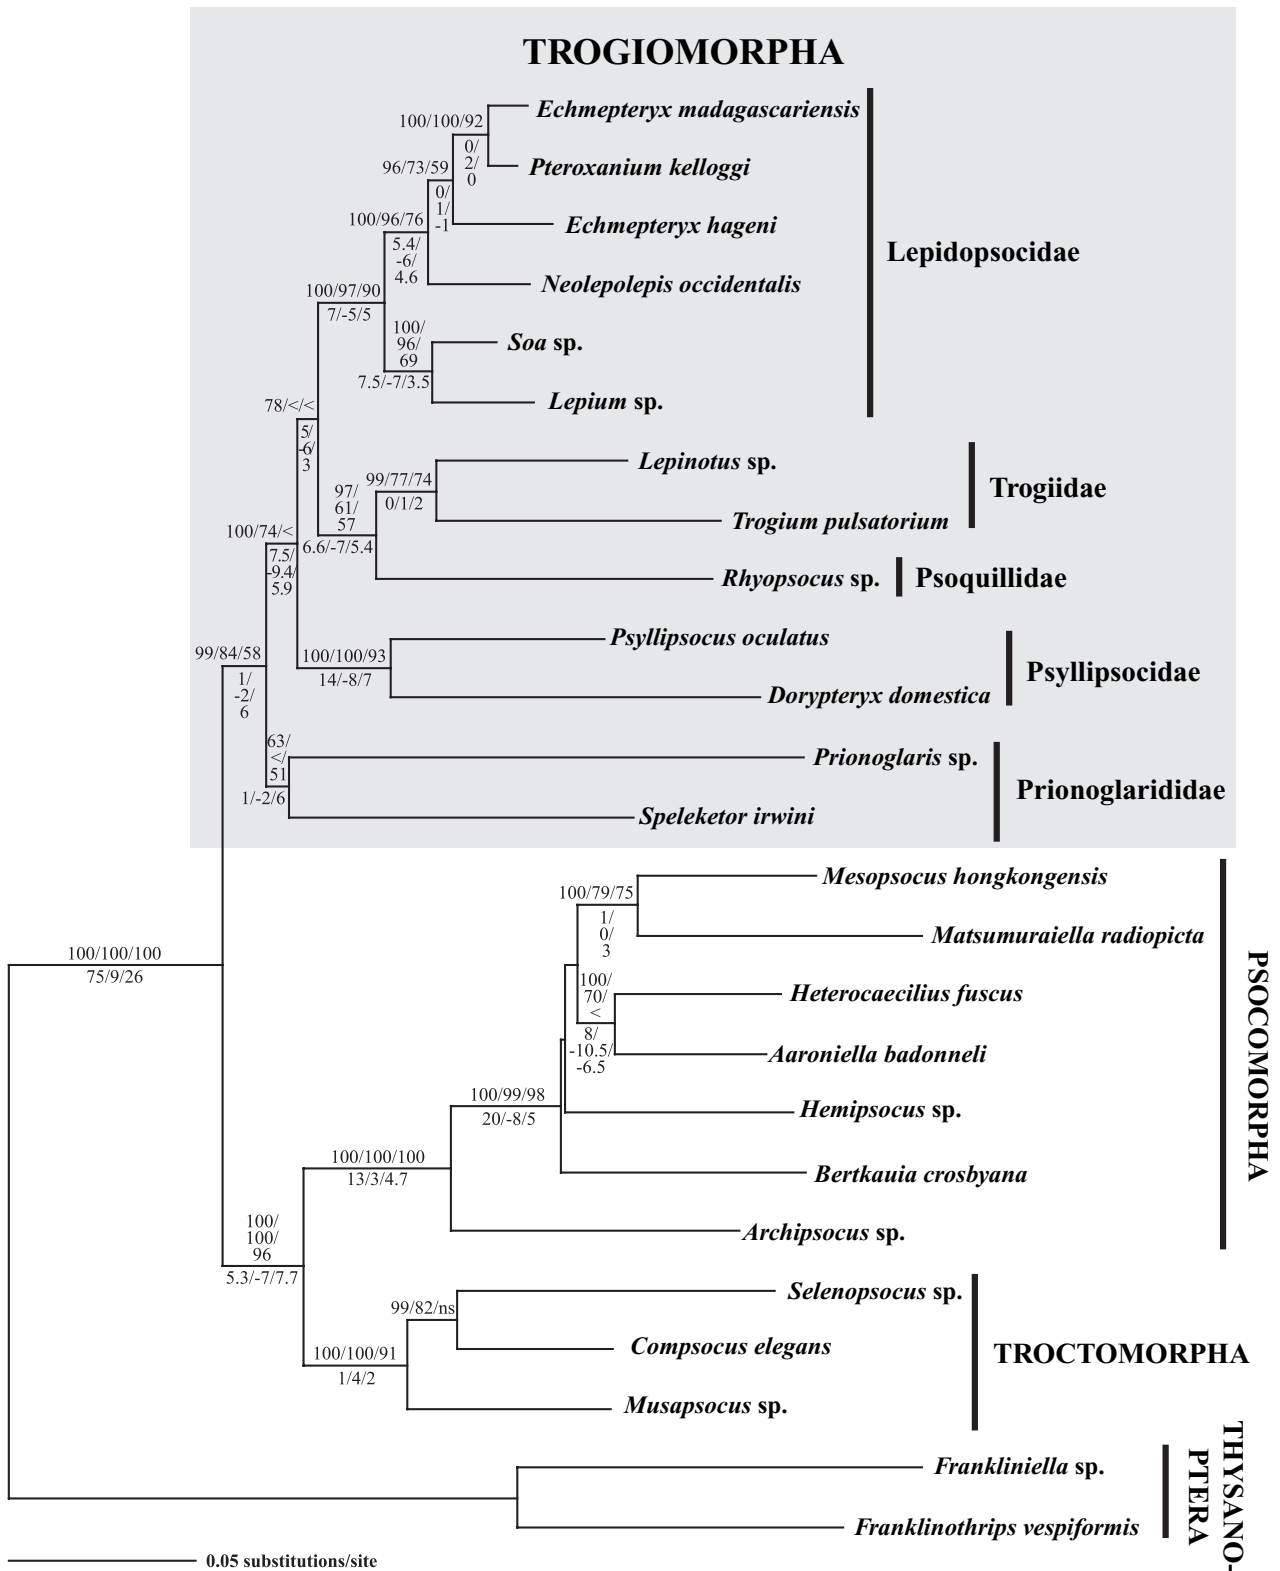 TROGIOMORPHA
100/100/92
Echmepteryx madagascariensis
0/
2/
0
96/73/59
Pteroxanium kelloggi
0/
1/
-1
100/96/76
Echmepteryx hageni
5.4/
-6/
4.6
Lepidopsocidae
100/97/90
7/-5/5
Neolepolepis occidentalis
100/
96/
69
Soa sp.
7.5/-7/3.5
Lepium sp.
78/</<
5/
-6/
3
Lepinotus sp.
99/77/74
0/1/2
Trogiidae
97/
61/
57
6.6/-7/5.4
Trogium pulsatorium
100/74/<
7.5/
-9.4/
5.9
Rhyopsocus sp.
Psoquillidae
Psyllipsocus oculatus
99/84/58
1/
-2/
6
100/100/93
14/-8/7
Psyllipsocidae
Dorypteryx domestica
63/
</
51
1/-2/6
Prionoglaris sp.
Prionoglarididae
Speleketor irwini
Mesopsocus hongkongensis
100/79/75
1/
0/
3
Matsumuraiella radiopicta
100/100/100
75/9/26
100/
70/
<
8/
-10.5/
-6.5
Heterocaecilius fuscus
Aaroniella badonneli
PSOCOMORPHA
100/99/98
20/-8/5
Hemipsocus sp.
100/100/100
13/3/4.7
Bertkauia crosbyana
100/
100/
96
5.3/-7/7.7
Archipsocus sp.
Selenopsocus sp.
99/82/ns
Compsocus elegans
TROCTOMORPHA
100/100/91
1/4/2
Musapsocus sp.
Frankliniella sp.
THYSANO-
PTERA
Franklinothrips vespiformis
0.05 substitutions/site